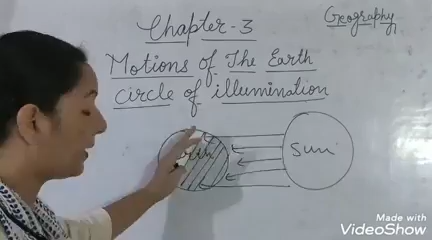 Geography
Chapter-3
Motions of The Earth
circle of illumination
Sun
Made With
VideoShow